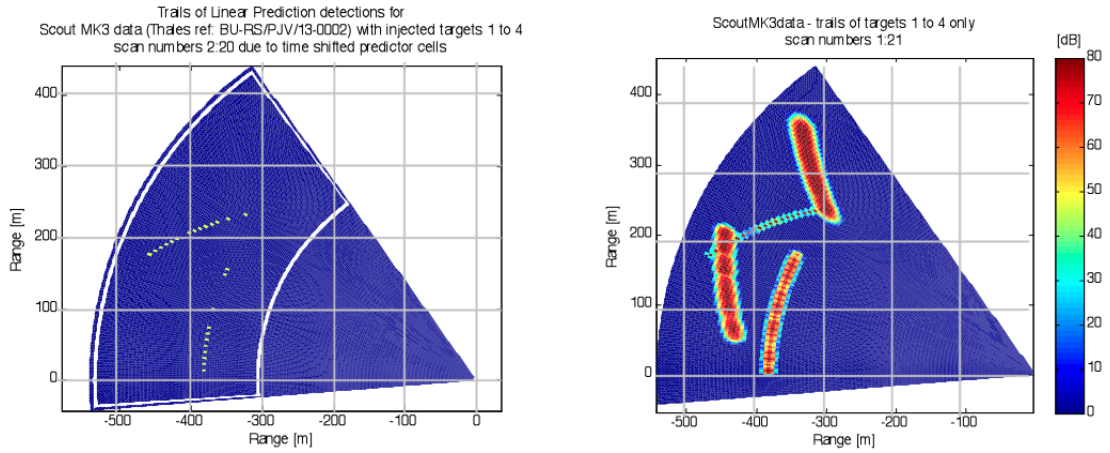 Trails of Linear Prediction detections for
Scout MK3 data (Thales ref: BU-RS/PJV/13-0002) with injected targets 1 to 4
scan numbers 2:20 due to time shifted predictor cells
400
300
200
100
0
Range [m]
-500 -400 -300 -200 -100 0
Range [m]
ScoutMK3data - trails of targets 1 to 4 only
scan numbers 1:21
400
300
200
100
0
Range [m]
-500 -400 -300 -200 -100 0
Range [m]
[dB]
80
70
60
50
40
30
20
10
0